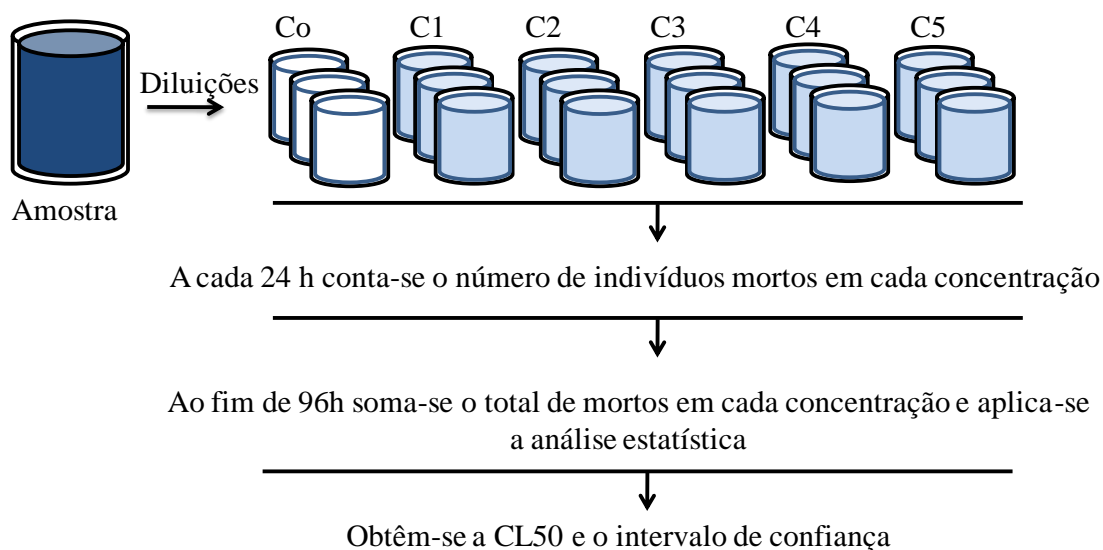 Co C1 C2 C3 C4 C5
Diluições
Amostra
A cada 24 h conta-se o número de indivíduos mortos em cada concentração
Ao fim de 96h soma-se o total de mortos em cada concentração e aplica-se
a análise estatística
Obtêm-se a CL50 e o intervalo de confiança